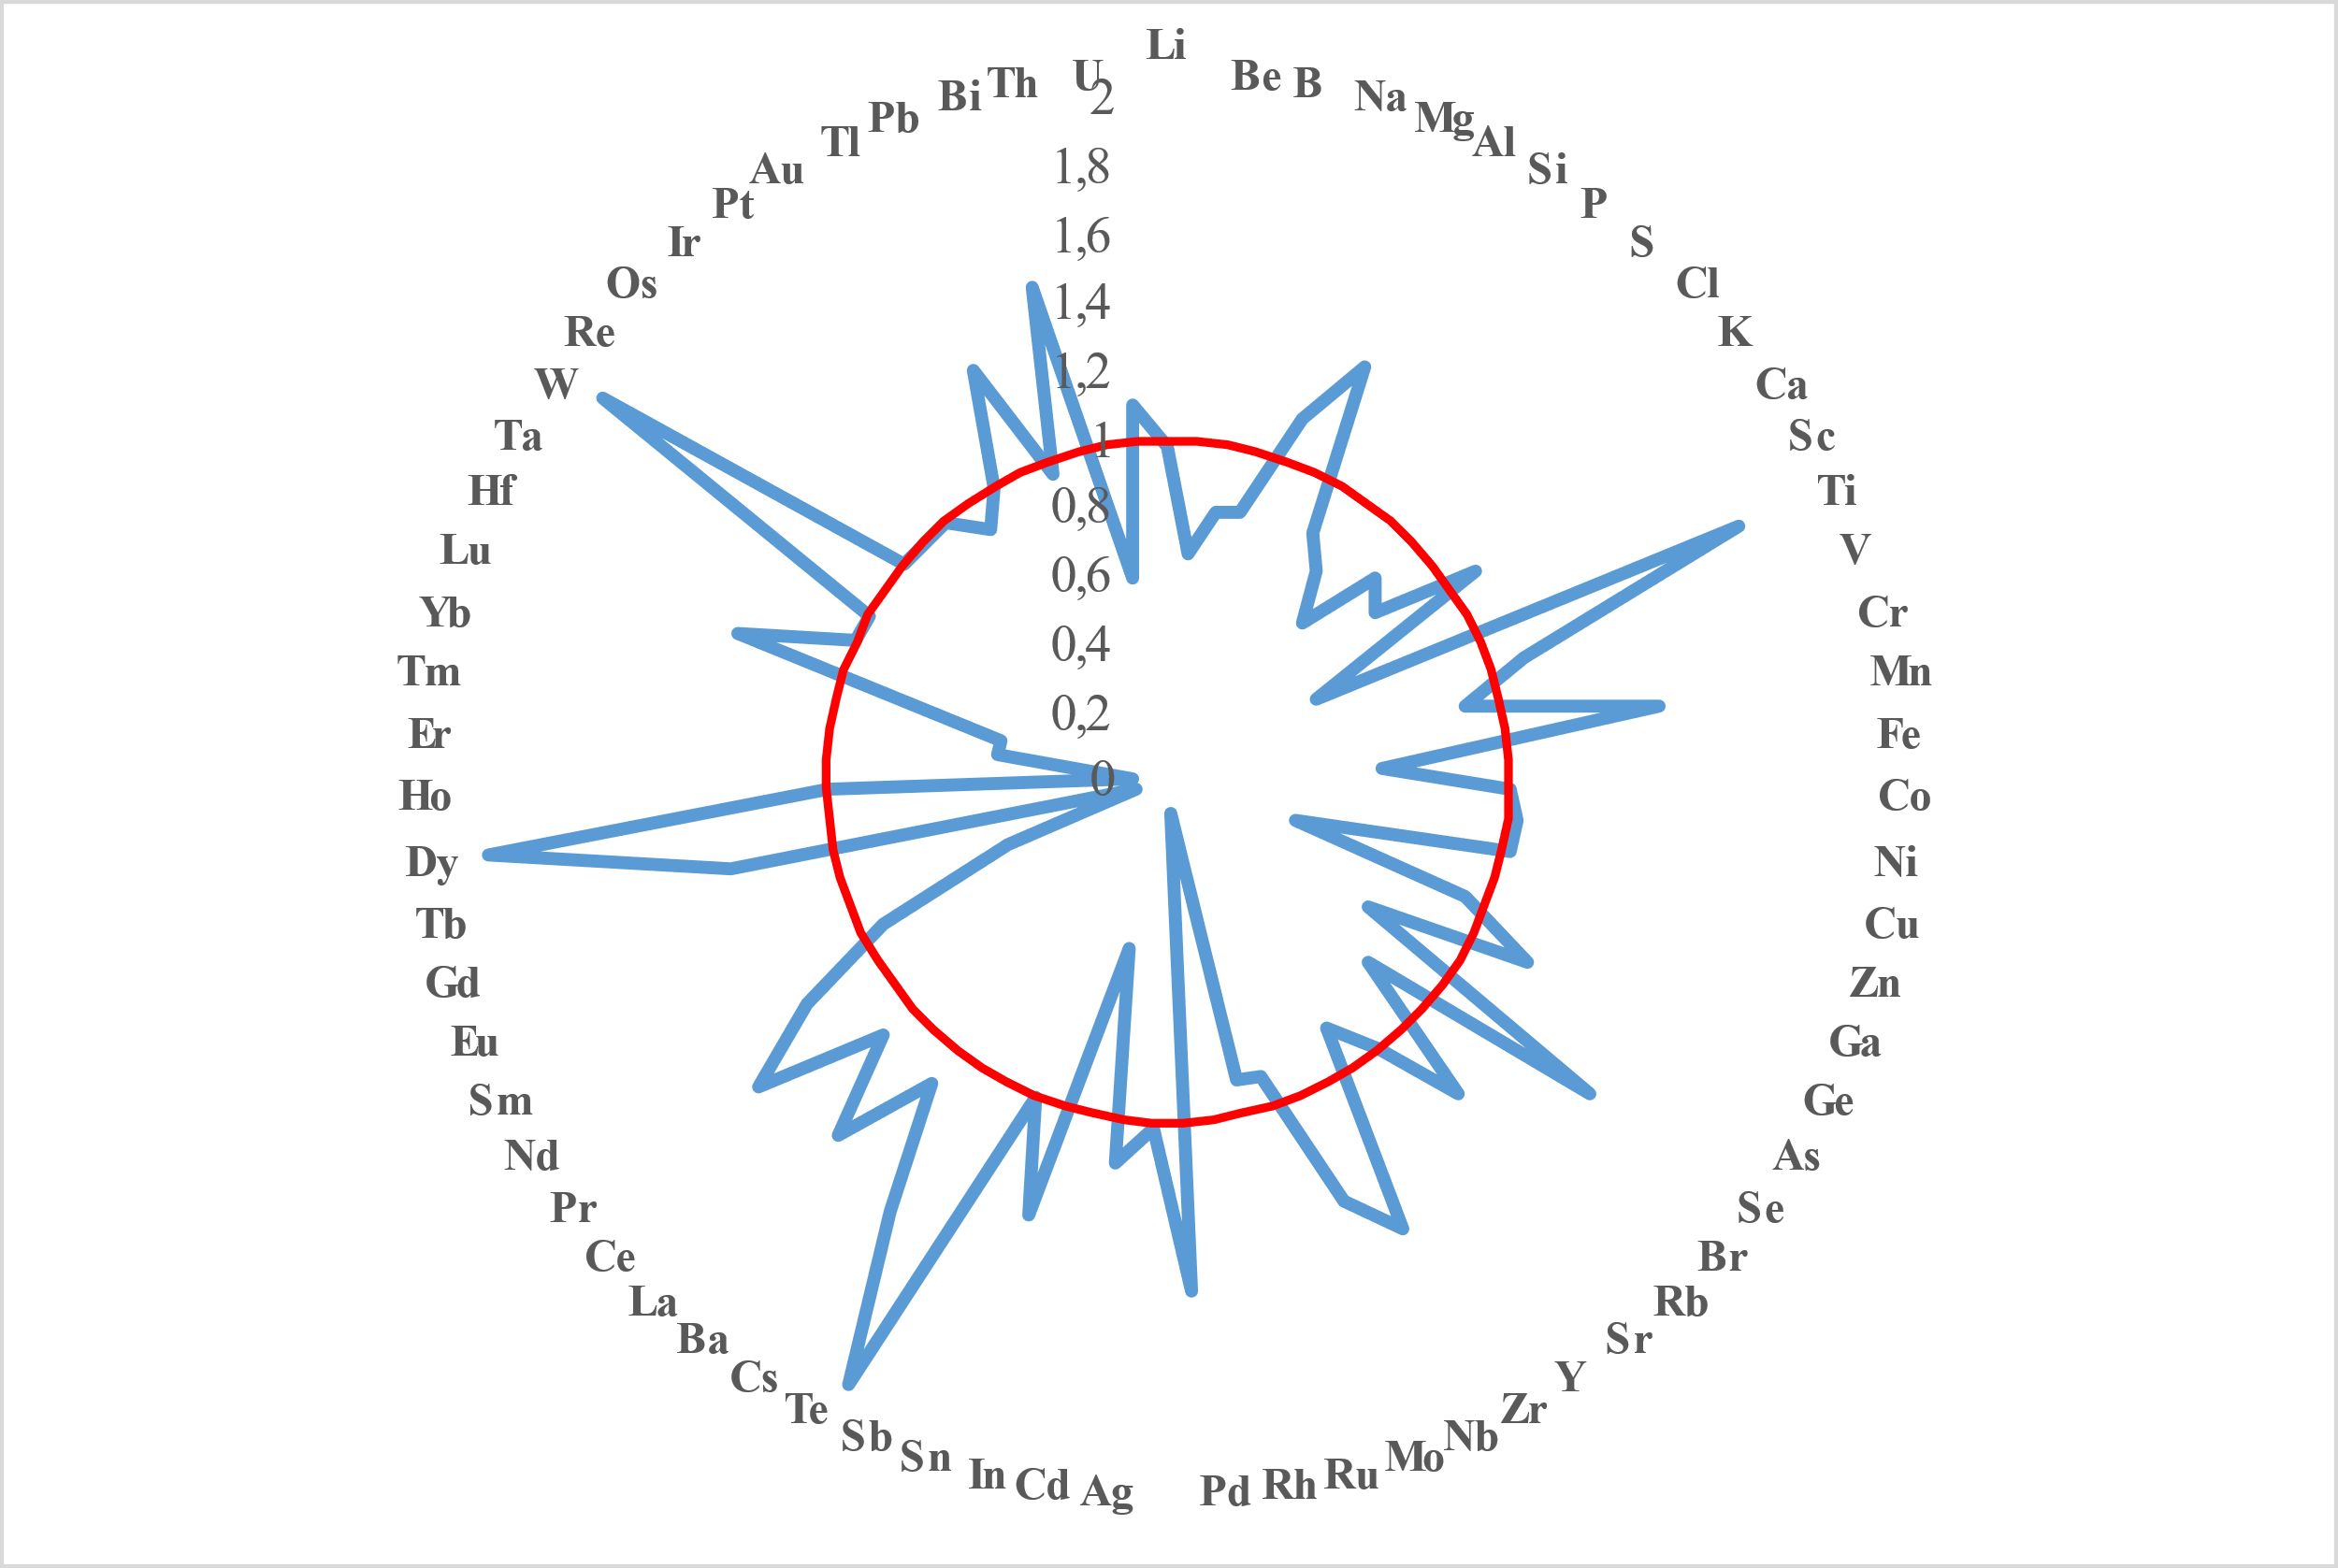 Li
Be
B
Na
Mg
Al
Si
P
S
Cl
K
Ca
Sc
Ti
V
Cr
Mn
Fe
Co
Ni
Cu
Zn
Ga
Ge
As
Se
Br
Rb
Sr
Y
Zr
Nb
Mo
Ru
Rh
Pd
Ag
Cd
In
Sn
Sb
Te
Cs
Ba
La
Ce
Pr
Nd
Sm
Eu
Gd
Tb
Dy
Ho
Er
Tm
Yb
Lu
Hf
Ta
W
Re
Os
Ir
Pt
Au
Tl
Pb
Bi
Th
U
2
1,8
1,6
1,4
1,2
1
0,8
0,6
0,4
0,2
0